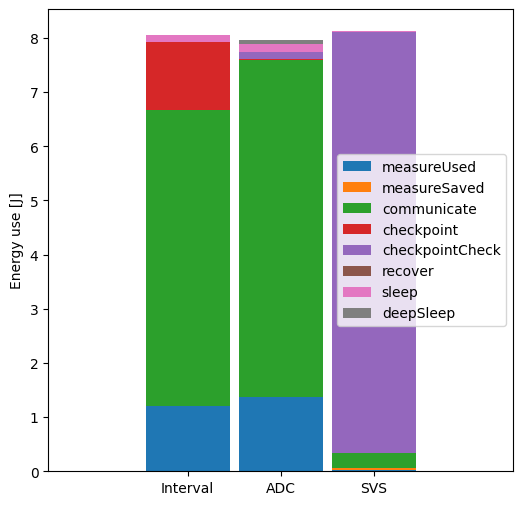 Energy use [J]
8
7
6
5
4
3
2
1
0
Interval
ADC
SVS
measureUsed
measureSaved
communicate
checkpoint
checkpointCheck
recover
sleep
deepSleep